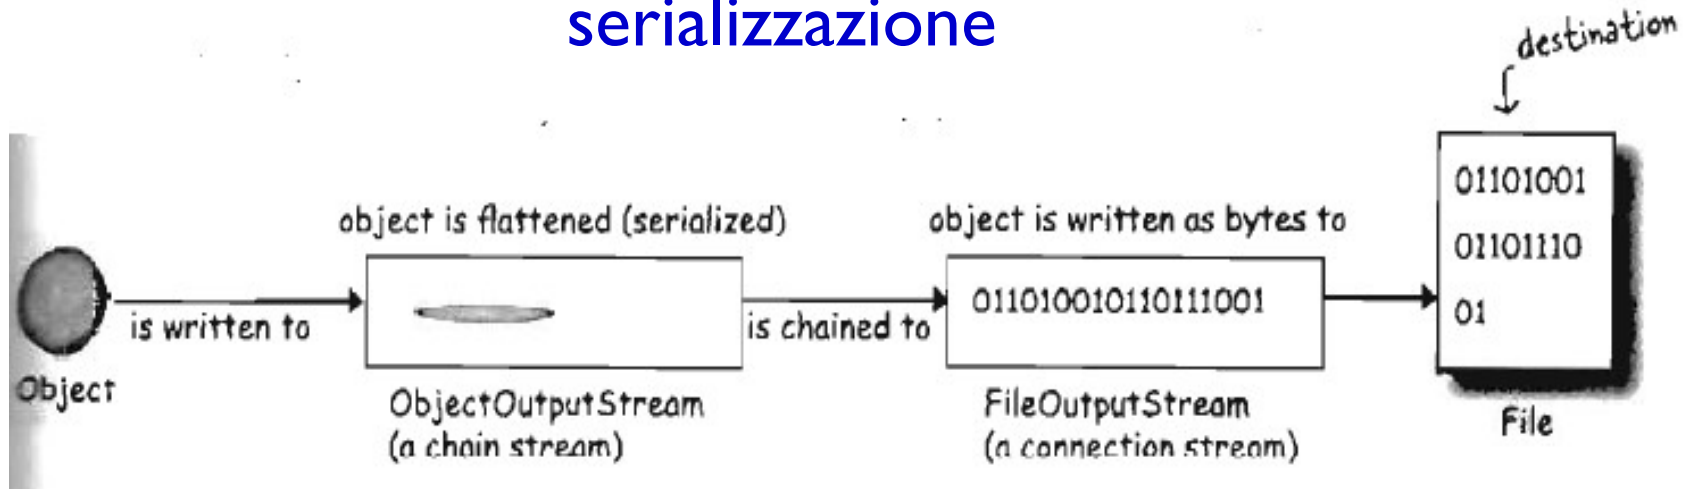 serializzazione
destination
object is flattened (serialized)
object is written as bytes to
01101001
01101110
01
011010010110111001
is written to
is chained to
Object
ObjectOutputStream
(a chain stream)
FileOutputStream
(a connection stream)
File